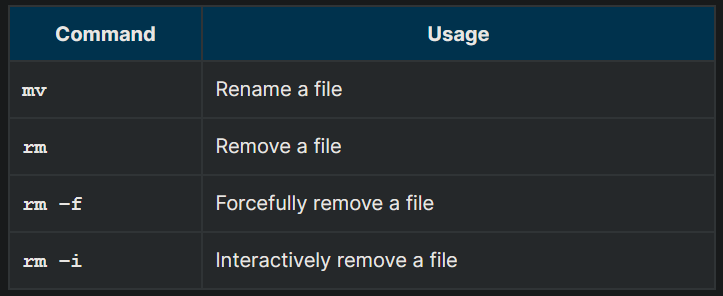 Command Usage
mv Rename a file
rm Remove a file
rm -f Forcefully remove a file
rm -i Interactively remove a file